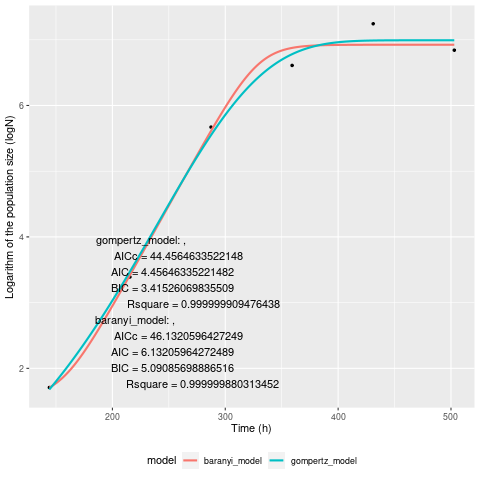 Logarithm of the population size (logN)
6
4
2
gompertz_model: ,
AICc = 44.4564633522148
AIC = 4.45646335221482
BIC = 3.41526069835509
Rsquare = 0.999999909476438
baranyi_model: ,
AICc = 46.1320596427249
AIC = 6.13205964272489
BIC = 5.09085698886516
Rsquare = 0.999999880313452
200 300 400 500
Time (h)
model baranyi_model gompertz_model